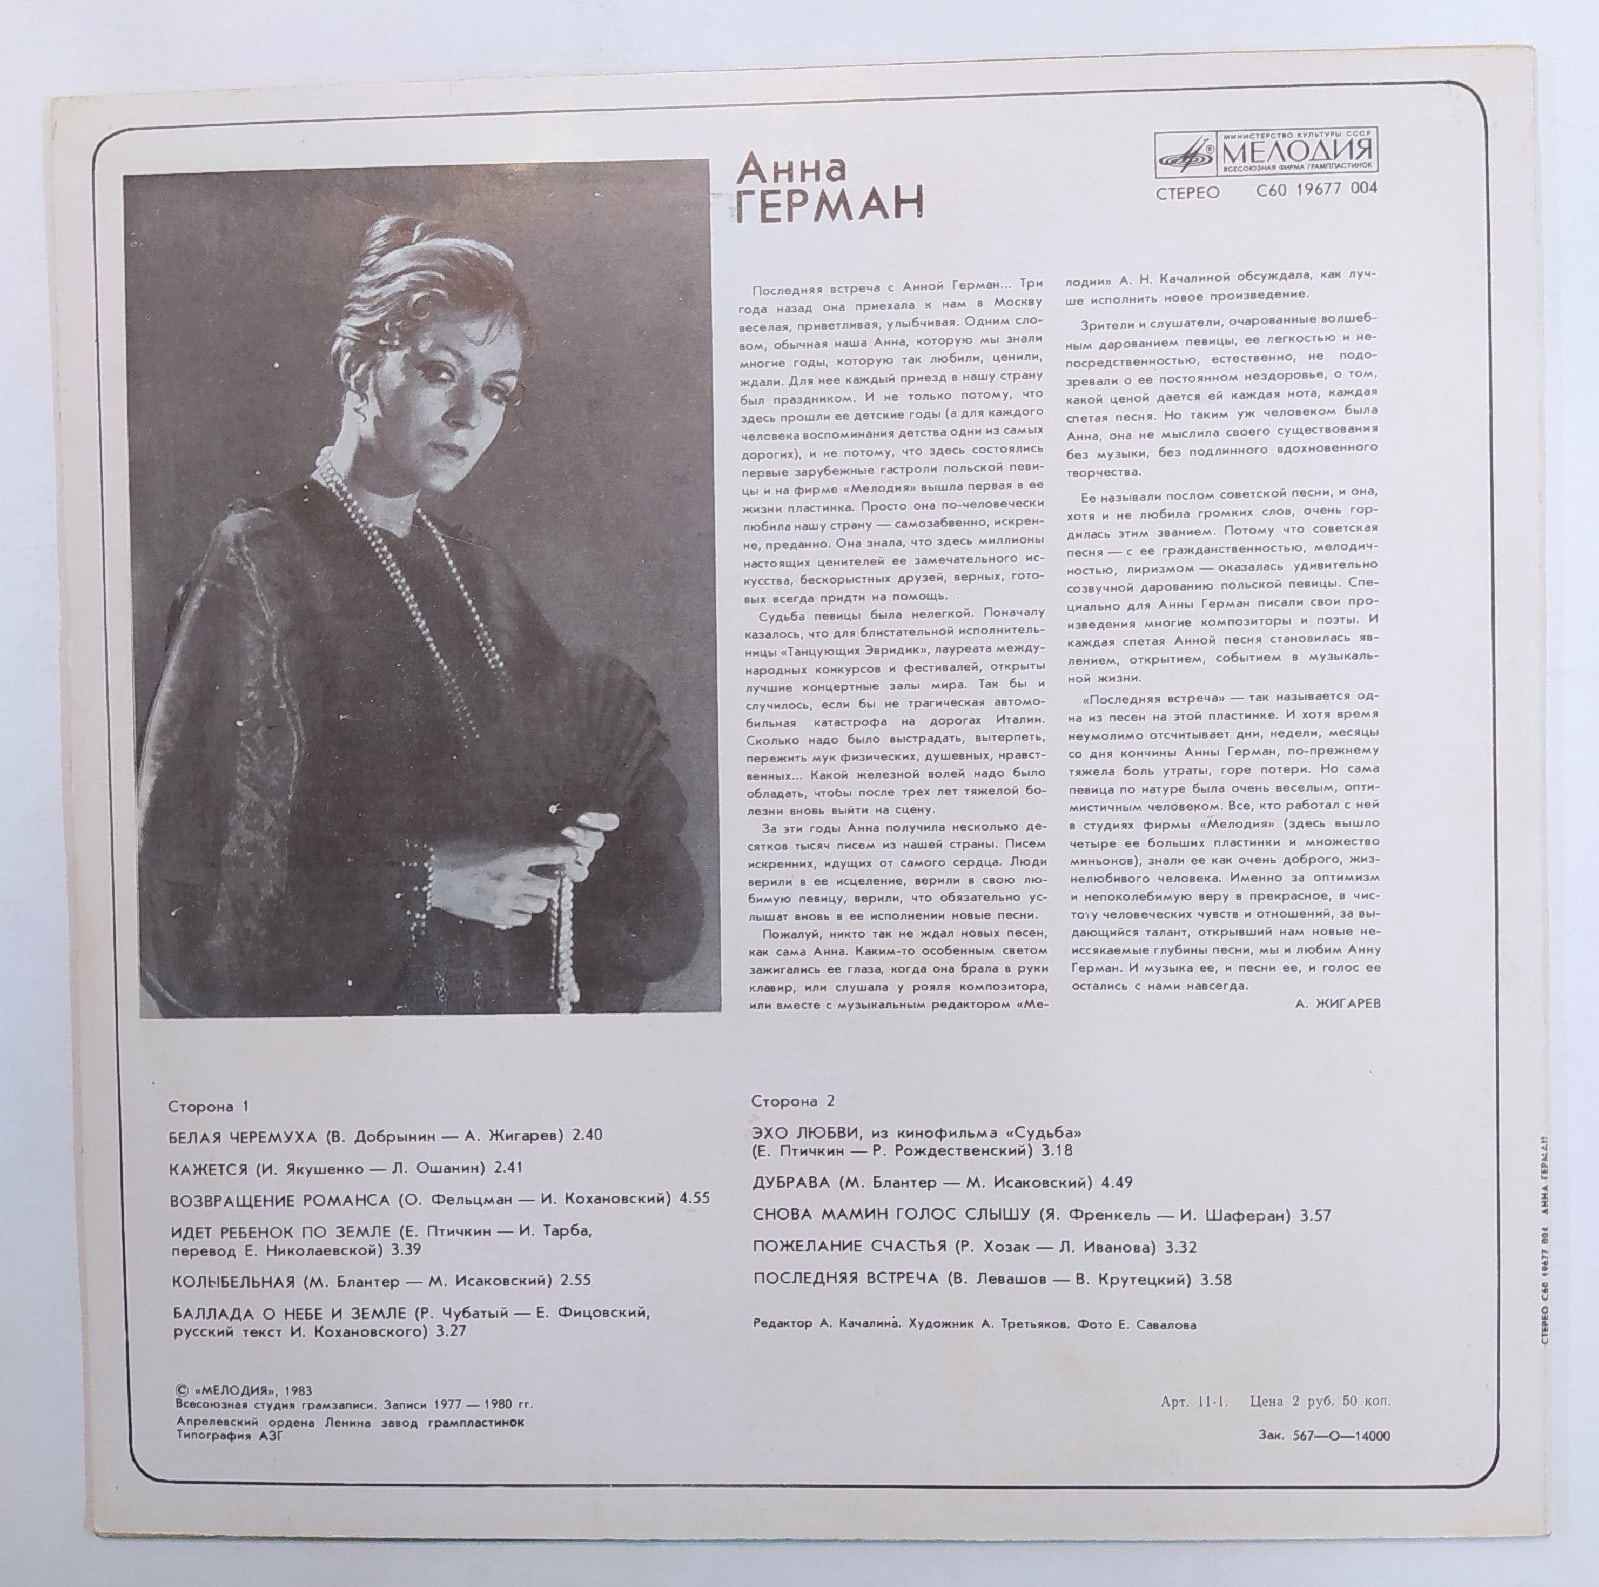 Анна
ГЕРМАН
МИНИСТЕРСТВО КУЛЬТУРЫ СССР
МЕЛОДИЯ
ВСЕСОЮЗНАЯ ФИРМА ГРАМПЛАСТИНОК
СТЕРЕО С60 19677 004
Последняя встреча с Анной Герман... Три
года назад она приехала к нам в Москву
веселая, приветливая, улыбчивая. Одним сло-
вом, обычная наша Анна, которую мы знали
многие годы, которую так любили, ценили,
ждали. Для нее каждый приезд в нашу страну
был праздником. И не только потому, что
здесь прошли ее детские годы (а для каждого
человека воспоминания детства одни из самых
дорогих), и не потому, что здесь состоялись
первые зарубежные гастроли польской певи-
цы и на фирме «Мелодия» вышла первая в ее
жизни пластинка. Просто она по-человечески
любила нашу страну — самозабвенно, искрен-
не, преданно. Она знала, что здесь миллионы
настоящих ценителей ее замечательного ис-
кусства, бескорыстных друзей, верных, гото-
вых всегда придти на помощь.
Судьба певицы была нелегкой. Поначалу
казалось, что для блистательной исполнитель-
ницы «Танцующих Эвридик», лауреата между-
народных конкурсов и фестивалей, открыты
лучшие концертные залы мира. Так бы и
случилось, если бы не трагическая автомо-
бильная катастрофа на дорогах Италии.
Сколько надо было выстрадать, вытерпеть,
пережить мук физических, душевных, нравст-
венных... Какой железной волей надо было
обладать, чтобы после трех лет тяжелой бо-
лезни вновь выйти на сцену.
За эти годы Анна получила несколько де-
сятков тысяч писем из нашей страны. Писем
искренних, идущих от самого сердца. Люди
верили в ее исцеление, верили в свою лю-
бимую певицу, верили, что обязательно ус-
лышат вновь в ее исполнении новые песни.
Пожалуй, никто так не ждал новых песен,
как сама Анна. Каким-то особенным светом
зажигались ее глаза, когда она брала в руки
клавир, или слушала у рояля композитора,
или вместе с музыкальным редактором «Ме-
лодии» А. Н. Качалиной обсуждала, как луч-
ше исполнить новое произведение.
Зрители и слушатели, очарованные волшеб-
ным дарованием певицы, ее легкостью и не-
посредственностью, естественно, не подо-
зревали о ее постоянном нездоровье, о том,
какой ценой дается ей каждая нота, каждая
спетая песня. Но таким уж человеком была
Анна, она не мыслила своего существования
без музыки, без подлинного вдохновенного
творчества.
Ее называли послом советской песни, и она,
хотя и не любила громких слов, очень гор-
дилась этим званием. Потому что советская
песня — с ее гражданственностью, мелодич-
ностью, лиризмом — оказалась удивительно
созвучной дарованию польской певицы. Спе-
циально для Анны Герман писали свои про-
изведения многие композиторы и поэты. И
каждая спетая Анной песня становилась яв-
лением, открытием, событием в музыкаль-
ной жизни.
«Последняя встреча» — так называется од-
на из песен на этой пластинке. И хотя время
неумолимо отсчитывает дни, недели, месяцы
со дня кончины Анны Герман, по-прежнему
тяжела боль утраты, горе потери. Но сама
певица по натуре была очень веселым, опти-
мистичным человеком. Все, кто работал с ней
в студиях фирмы «Мелодия» (здесь вышло
четыре ее больших пластинки и множество
миньонов), знали ее как очень доброго, жиз-
нелюбивого человека. Именно за оптимизм
и непоколебимую веру в прекрасное, в чис-
тоту человеческих чувств и отношений, за вы-
дающийся талант, открывший нам новые не-
иссякаемые глубины песни, мы и любим Анну
Герман. И музыка ее, и песни ее, и голос ее
остались с нами навсегда.
А. ЖИГАРЕВ
Сторона 1
БЕЛАЯ ЧЕРЕМУХА (В. Добрынин — А. Жигарев) 2.40
КАЖЕТСЯ (И. Якушенко — Л. Ошанин) 2.41
ВОЗВРАЩЕНИЕ РОМАНСА (О. Фельцман — И. Кохановский) 4.55
ИДЕТ РЕБЕНОК ПО ЗЕМЛЕ (Е. Птичкин — И. Тарба,
перевод Е. Николаевской) 3.39
КОЛЫБЕЛЬНАЯ (М. Блантер — М. Исаковский) 2.55
БАЛЛАДА О НЕБЕ И ЗЕМЛЕ (Р. Чубатый — Е. Фицовский,
русский текст И. Кохановского) 3.27
Сторона 2
ЭХО ЛЮБВИ, из кинофильма «Судьба»
(Е. Птичкин — Р. Рождественский) 3.18
ДУБРАВА (М. Блантер — М. Исаковский) 4.49
СНОВА МАМИН ГОЛОС СЛЫШУ (Я. Френкель — И. Шаферан) 3.57
ПОЖЕЛАНИЕ СЧАСТЬЯ (Р. Хозак — Л. Иванова) 3.32
ПОСЛЕДНЯЯ ВСТРЕЧА (В. Левашов — В. Крутецкий) 3.58
Редактор А. Качалина. Художник А. Третьяков. Фото Е. Савалова
© «МЕЛОДИЯ», 1983
Всесоюзная студия грамзаписи. Записи 1977 — 1980 гг.
Апрелевский ордена Ленина завод грампластинок
Типография АЗГ
Арт. 11-1. Цена 2 руб. 50 коп.
Зак. 567—О—14000
СТЕРЕО С60 19677 004 АННА ГЕРМАН